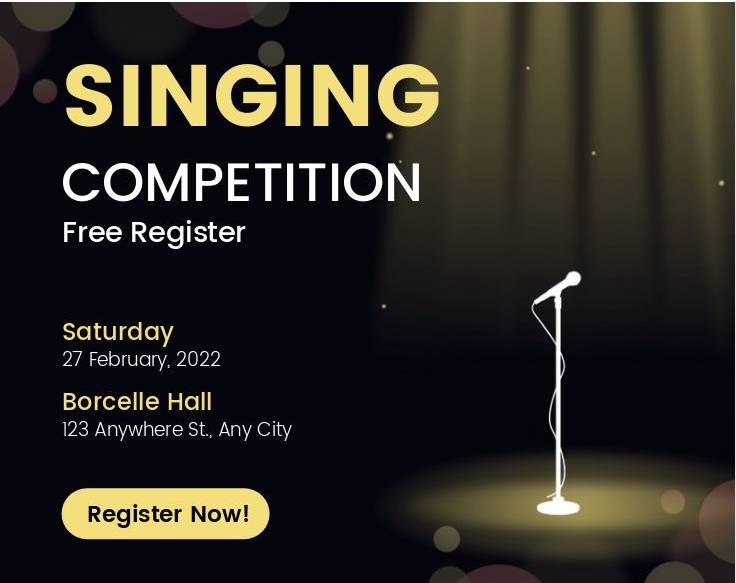 SINGING
COMPETITION
Free Register
Saturday
27 February, 2022
Borcelle Hall
123 Anywhere St., Any City
Register Now!